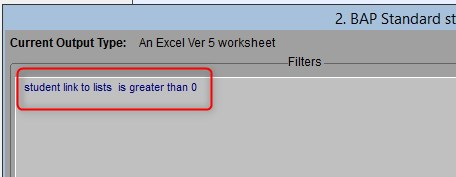 2. BAP Standard st
Current Output Type: An Excel Ver 5 worksheet
Filters
student link to lists is greater than 0